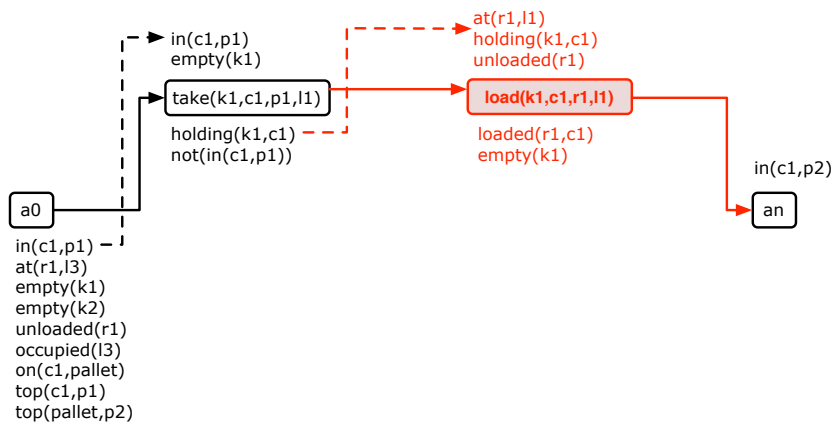 in(c1,p1)
empty(k1)
take(k1,c1,p1,l1)
holding(k1,c1)
not(in(c1,p1))
at(r1,l1)
holding(k1,c1)
unloaded(r1)
load(k1,c1,r1,l1)
loaded(r1,c1)
empty(k1)
in(c1,p2)
an
a0
in(c1,p1)
at(r1,l3)
empty(k1)
empty(k2)
unloaded(r1)
occupied(l3)
on(c1,pallet)
top(c1,p1)
top(pallet,p2)